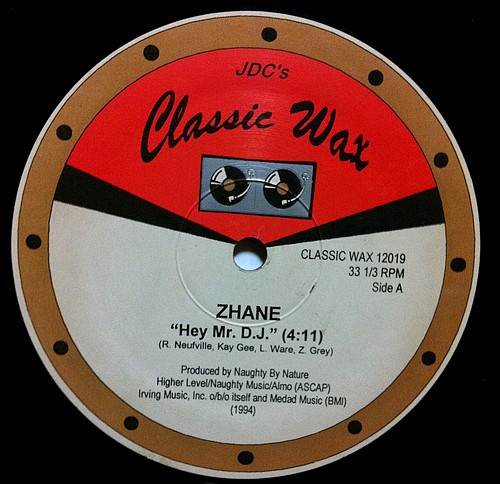 JDC's
Classic Wax
CLASSIC WAX 12019
33 1/3 RPM
Side A
ZHANE
“Hey Mr. D.J.” (4:11)
(R. Neufville, Kay Gee, L. Ware, Z. Grey)
Produced by Naughty By Nature
Higher Level/Naughty Music/Almo (ASCAP)
Irving Music, Inc. o/b/o itself and Medad Music (BMI)
(1994)